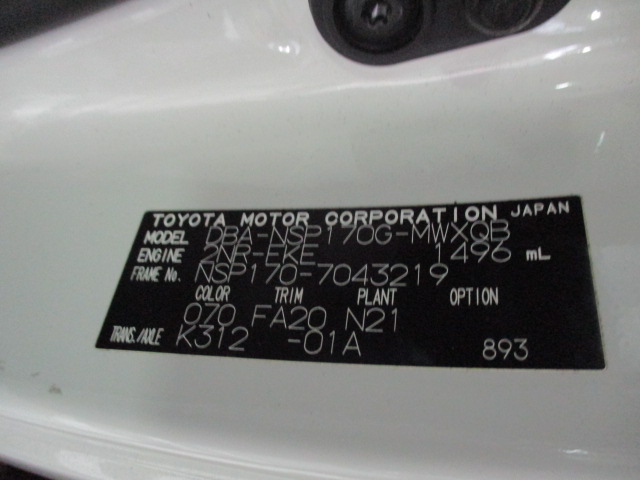 TOYOTA MOTOR CORPORATION JAPAN
MODEL DBA-NSP170G-MWXQB
ENGINE 2NR-FKE 1496 mL
FRAME No. NSP170-7043219
COLOR TRIM PLANT OPTION
070 FA20 N21
TRANS./AXLE K312 -01A 893